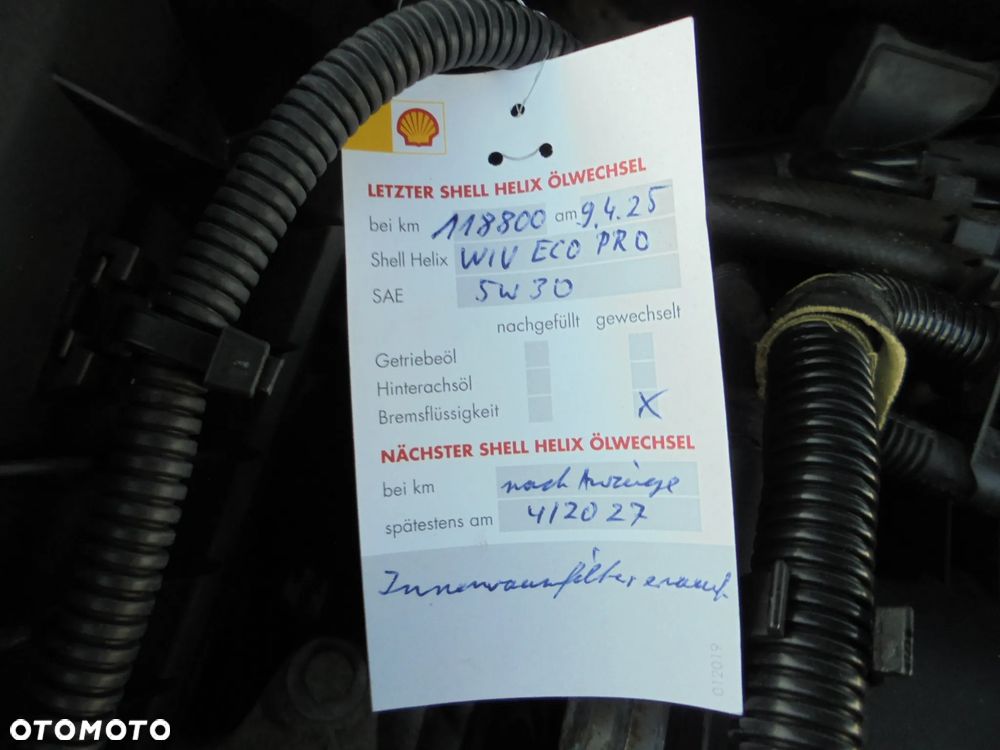 LETZTER SHELL HELIX ÖLWECHSEL
bei km 118800 am 9.4.25
Shell Helix WIV ECO PRO
SAE 5W30
nachgefüllt gewechselt
Getriebeöl
Hinterachsöl
Bremsflüssigkeit X
NÄCHSTER SHELL HELIX ÖLWECHSEL
bei km nach Anzeige
spätestens am 4/2027
Innenraumfilter
012019
OTOMOTO